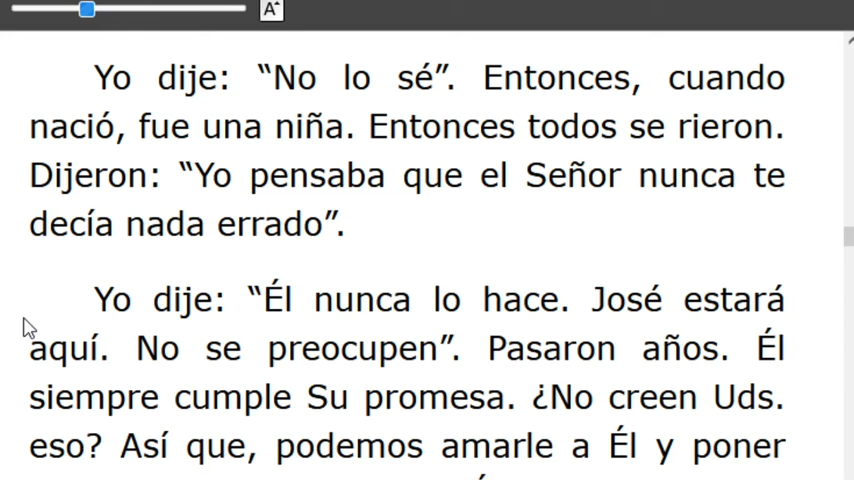 A
Yo dije: “No lo sé”. Entonces, cuando
nació, fue una niña. Entonces todos se rieron.
Dijeron: “Yo pensaba que el Señor nunca te
decía nada errado”.
Yo dije: “Él nunca lo hace. José estará
aquí. No se preocupen”. Pasaron años. Él
siempre cumple Su promesa. ¿No creen Uds.
eso? Así que, podemos amarle a Él y poner